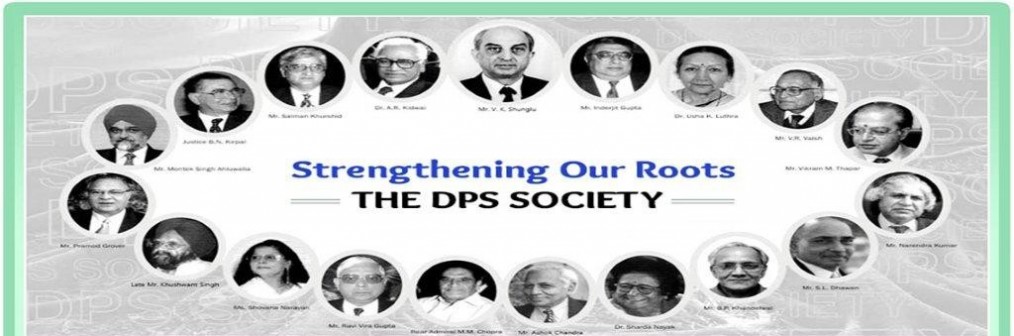 Mr. V. K. Shunglu
Dr. A.R. Kidwai
Mr. Inderjit Gupta
Mr. Salman Khurshid
Dr. Usha K. Luthra
Justice B.N. Kirpal
Mr. V.R. Vaish
Mr. Montek Singh Ahluwalia
Mr. Vikram M. Thapar
Strengthening Our Roots
THE DPS SOCIETY
Mr. Pramod Grover
Mr. Narendra Kumar
Late Mr. Khushwant Singh
Mr. S.L. Dhawan
Ms. Shovana Narayan
Mr. B.P. Khandelwal
Mr. Ravi Vira Gupta
Rear Admiral M.M. Chopra
Mr. Ashok Chandra
Dr. Sharda Nayak